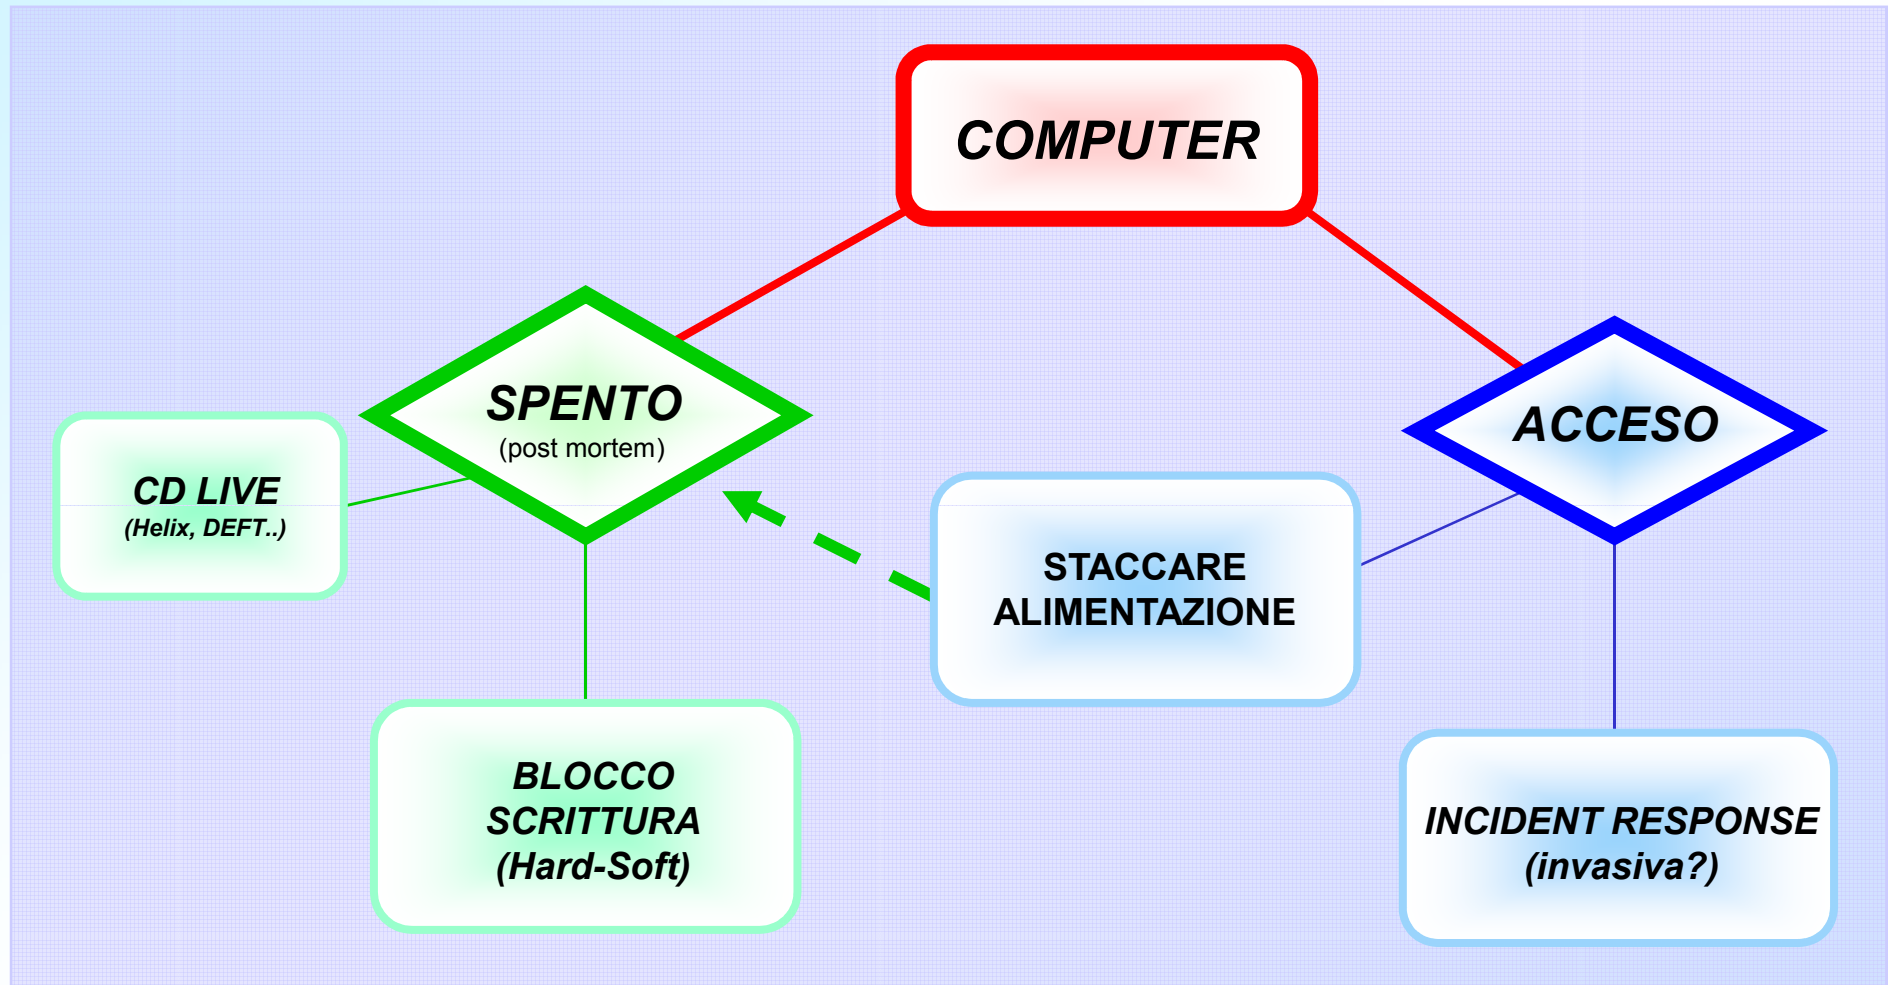 COMPUTER
SPENTO
(post mortem)
ACCESO
CD LIVE
(Helix, DEFT..)
STACCARE
ALIMENTAZIONE
BLOCCO
SCRITTURA
(Hard-Soft)
INCIDENT RESPONSE
(invasiva?)